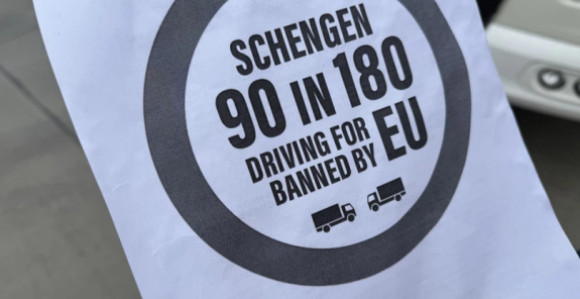 SCHENGEN
90 IN 180
DRIVING FOR EU
BANNED BY